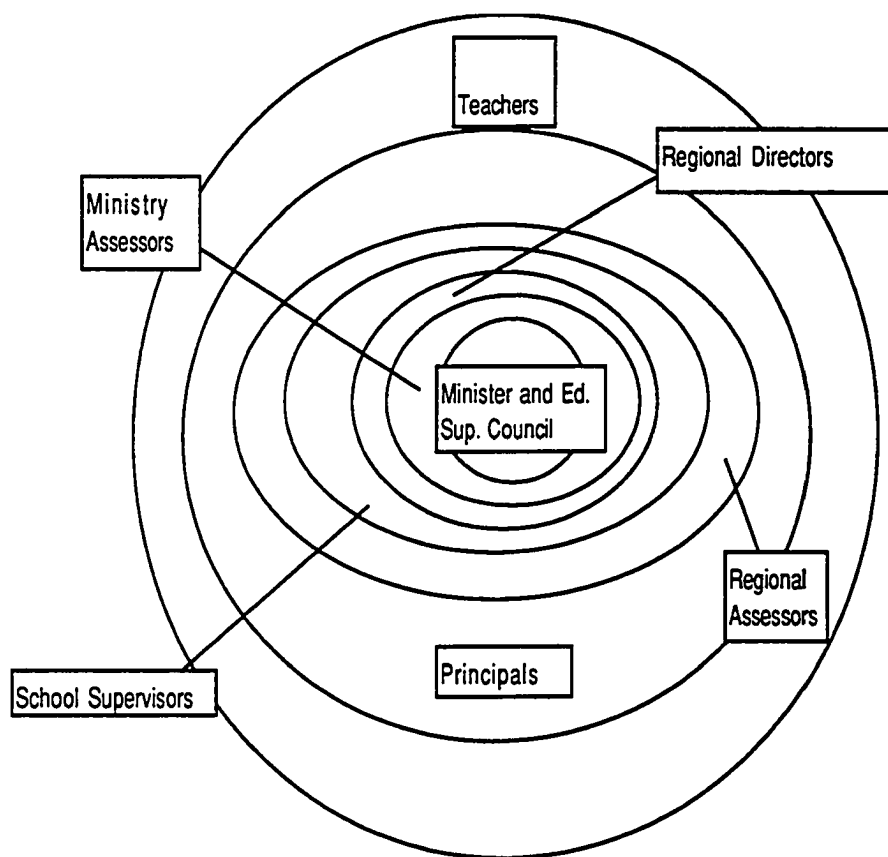 Teachers
Regional Directors
Ministry
Assessors
Minister and Ed.
Sup. Council
Regional
Assessors
Principals
School Supervisors